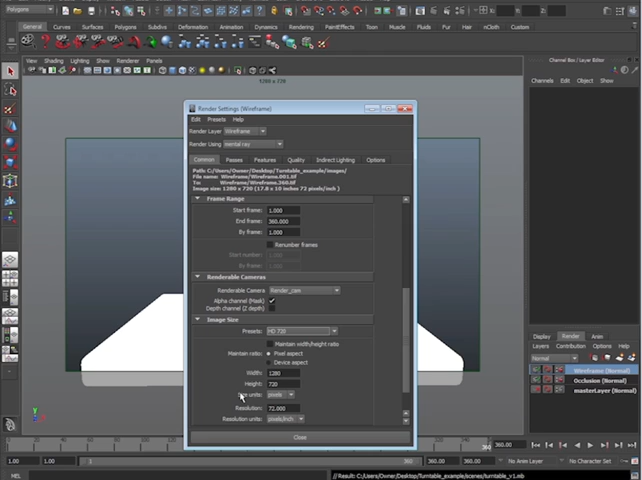 Polygons
X:
Y:
Z:
General Curves Surfaces Polygons Subdivs Deformation Animation Dynamics Rendering PaintEffects Toon Muscle Fluids Fur Hair nCloth Custom
View Shading Lighting Show Renderer Panels
1280 x 720
Channel Box / Layer Editor
Channels Edit Object Show
Render Settings (Wireframe)
Edit Presets Help
Render Layer Wireframe
Render Using mental ray
Common Passes Features Quality Indirect Lighting Options
Path: C:/Users/Owner/Desktop/Turntable_example/images/
File name: Wireframe/Wireframe.001.tif
To: Wireframe/Wireframe.360.tif
Image size: 1280 x 720 (17.8 x 10 inches 72 pixels/inch )
Frame Range
Start frame: 1.000
End frame: 360.000
By frame: 1.000
Renumber frames
Start number: 1.000
By frame: 1.000
Renderable Cameras
Renderable Camera Render_cam
Alpha channel (Mask)
Depth channel (Z depth)
Image Size
Presets: HD 720
Maintain width/height ratio
Maintain ratio: Pixel aspect
Device aspect
Width: 1280
Height: 720
Size units: pixels
Resolution: 72.000
Resolution units: pixels/inch
Close
Display Render Anim
Layers Options Help
Normal
Wireframe (Normal)
Occlusion (Normal)
masterLayer (Normal)
360.00
1.00 1.00 1 360 360.00 360.00 No Anim Layer No Character Set
MEL
// Result: C:/Users/Owner/Desktop/Turntable_example/scenes/turntable_v1.mb